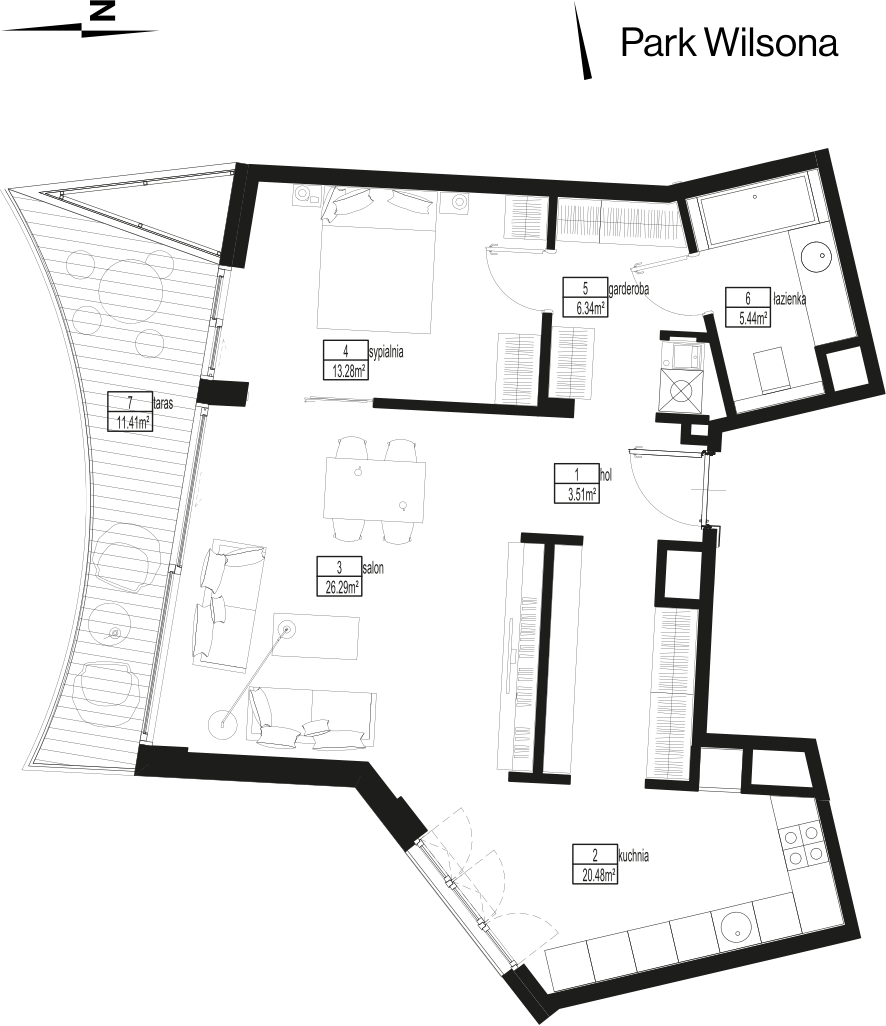 N
Park Wilsona
5 garderoba
6.34m²
6 łazienka
5.44m²
4 sypialnia
13.28m²
7 taras
11.41m²
1 hol
3.51m²
3 salon
26.29m²
2 kuchnia
20.48m²